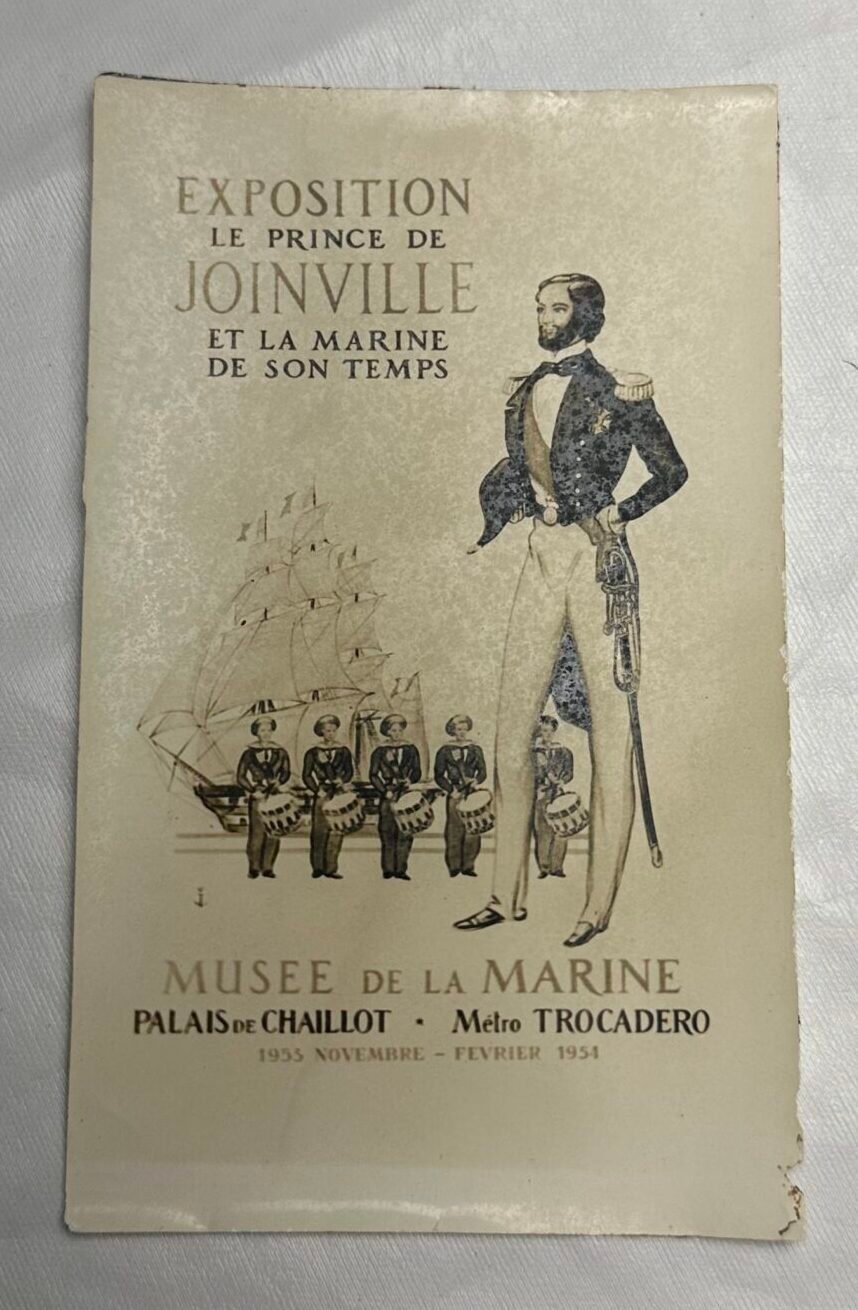 EXPOSITION
LE PRINCE DE
JOINVILLE
ET LA MARINE
DE SON TEMPS
MUSEE DE LA MARINE
PALAIS DE CHAILLOT · Métro TROCADERO
1953 NOVEMBRE – FEVRIER 1954